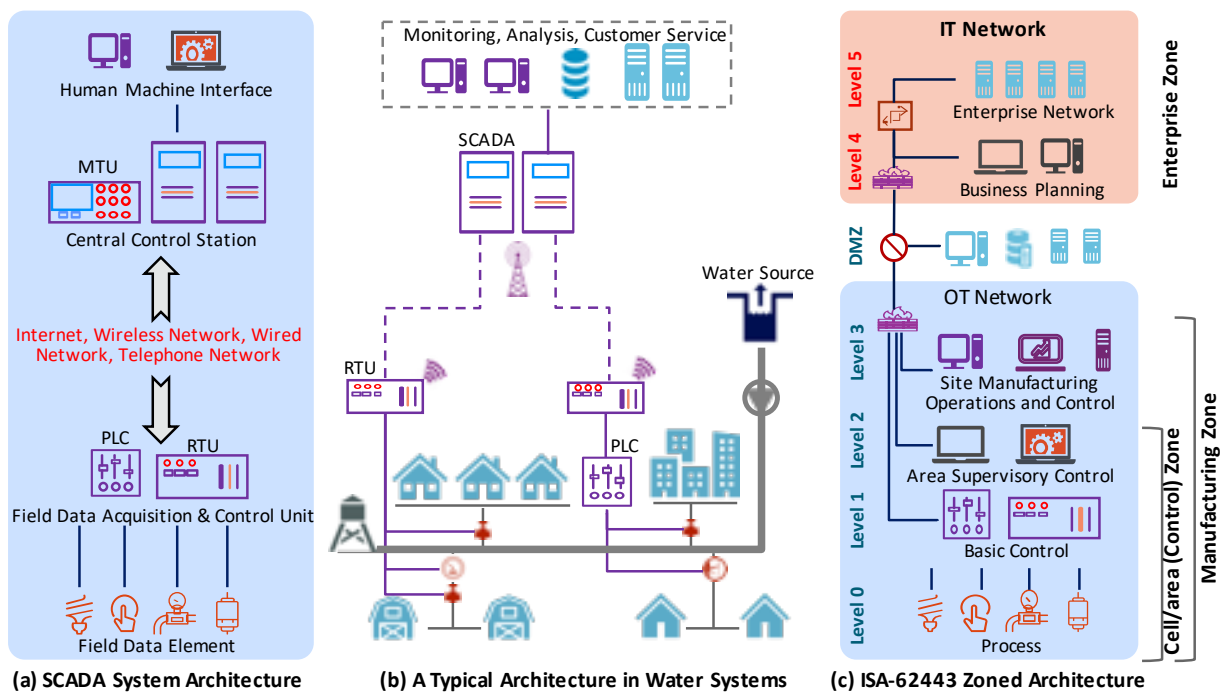 Human Machine Interface
MTU
Central Control Station
Internet, Wireless Network, Wired
Network, Telephone Network
PLC
RTU
Field Data Acquisition & Control Unit
Field Data Element
(a) SCADA System Architecture
Monitoring, Analysis, Customer Service
SCADA
Water Source
RTU
PLC
(b) A Typical Architecture in Water Systems
IT Network
Level 5
Enterprise Network
Level 4
Business Planning
Enterprise Zone
DMZ
OT Network
Level 3
Site Manufacturing
Operations and Control
Level 2
Area Supervisory Control
Level 1
Basic Control
Level 0
Process
Cell/area (Control) Zone
Manufacturing Zone
(c) ISA-62443 Zoned Architecture